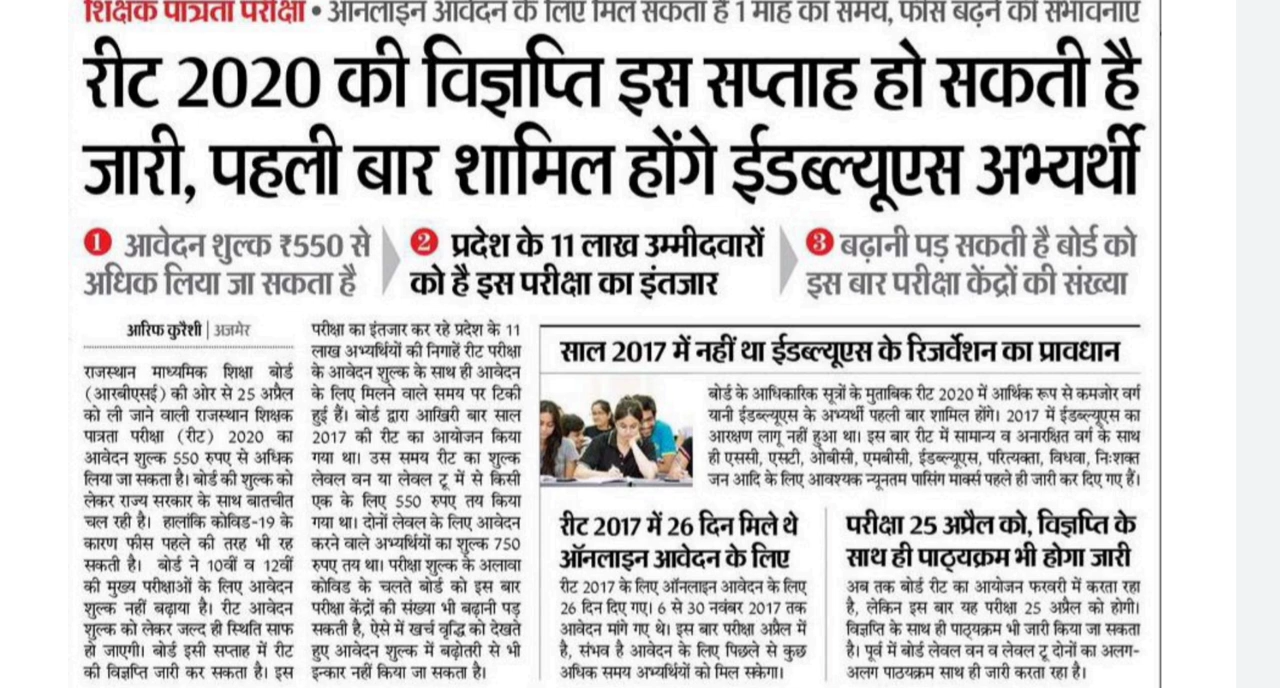 शिक्षक पात्रता परीक्षा • ऑनलाइन आवेदन के लिए मिल सकता है 1 माह का समय, फीस बढ़ने की संभावनाएं
रीट 2020 की विज्ञप्ति इस सप्ताह हो सकती है
जारी, पहली बार शामिल होंगे ईडब्ल्यूएस अभ्यर्थी
1 आवेदन शुल्क ₹550 से
अधिक लिया जा सकता है
2 प्रदेश के 11 लाख उम्मीदवारों
को है इस परीक्षा का इंतजार
3 बढ़ानी पड़ सकती है बोर्ड को
इस बार परीक्षा केंद्रों की संख्या
आरिफ कुरैशी | अजमेर
राजस्थान माध्यमिक शिक्षा बोर्ड
(आरबीएसई) की ओर से 25 अप्रैल
को ली जाने वाली राजस्थान शिक्षक
पात्रता परीक्षा (रीट) 2020 का
आवेदन शुल्क 550 रुपए से अधिक
लिया जा सकता है। बोर्ड की शुल्क को
लेकर राज्य सरकार के साथ बातचीत
चल रही है। हालांकि कोविड-19 के
कारण फीस पहले की तरह भी रह
सकती है। बोर्ड ने 10वीं व 12वीं
की मुख्य परीक्षाओं के लिए आवेदन
शुल्क नहीं बढ़ाया है। रीट आवेदन
शुल्क को लेकर जल्द ही स्थिति साफ
हो जाएगी। बोर्ड इसी सप्ताह में रीट
की विज्ञप्ति जारी कर सकता है। इस
परीक्षा का इंतजार कर रहे प्रदेश के 11
लाख अभ्यर्थियों की निगाहें रीट परीक्षा
के आवेदन शुल्क के साथ ही आवेदन
के लिए मिलने वाले समय पर टिकी
हुई हैं। बोर्ड द्वारा आखिरी बार साल
2017 की रीट का आयोजन किया
गया था। उस समय रीट का शुल्क
लेवल वन या लेवल टू में से किसी
एक के लिए 550 रुपए तय किया
गया था। दोनों लेवल के लिए आवेदन
करने वाले अभ्यर्थियों का शुल्क 750
रुपए तय था। परीक्षा शुल्क के अलावा
कोविड के चलते बोर्ड को इस बार
परीक्षा केंद्रों की संख्या भी बढ़ानी पड़
सकती है, ऐसे में खर्च वृद्धि को देखते
हुए आवेदन शुल्क में बढ़ोतरी से भी
इन्कार नहीं किया जा सकता है।
साल 2017 में नहीं था ईडब्ल्यूएस के रिजर्वेशन का प्रावधान
बोर्ड के आधिकारिक सूत्रों के मुताबिक रीट 2020 में आर्थिक रूप से कमजोर वर्ग
यानी ईडब्ल्यूएस के अभ्यर्थी पहली बार शामिल होंगे। 2017 में ईडब्ल्यूएस का
आरक्षण लागू नहीं हुआ था। इस बार रीट में सामान्य व अनारक्षित वर्ग के साथ
ही एससी, एसटी, ओबीसी, एमबीसी, ईडब्ल्यूएस, परित्यक्ता, विधवा, निःशक्त
जन आदि के लिए आवश्यक न्यूनतम पासिंग मार्क्स पहले ही जारी कर दिए गए हैं।
रीट 2017 में 26 दिन मिले थे
ऑनलाइन आवेदन के लिए
रीट 2017 के लिए ऑनलाइन आवेदन के लिए
26 दिन दिए गए। 6 से 30 नवंबर 2017 तक
आवेदन मांगे गए थे। इस बार परीक्षा अप्रैल में
है, संभव है आवेदन के लिए पिछले से कुछ
अधिक समय अभ्यर्थियों को मिल सकेगा।
परीक्षा 25 अप्रैल को, विज्ञप्ति के
साथ ही पाठ्यक्रम भी होगा जारी
अब तक बोर्ड रीट का आयोजन फरवरी में करता रहा
है, लेकिन इस बार यह परीक्षा 25 अप्रैल को होगी।
विज्ञप्ति के साथ ही पाठ्यक्रम भी जारी किया जा सकता
है। पूर्व में बोर्ड लेवल वन व लेवल टू दोनों का अलग-
अलग पाठयक्रम साथ ही जारी करता रहा है।